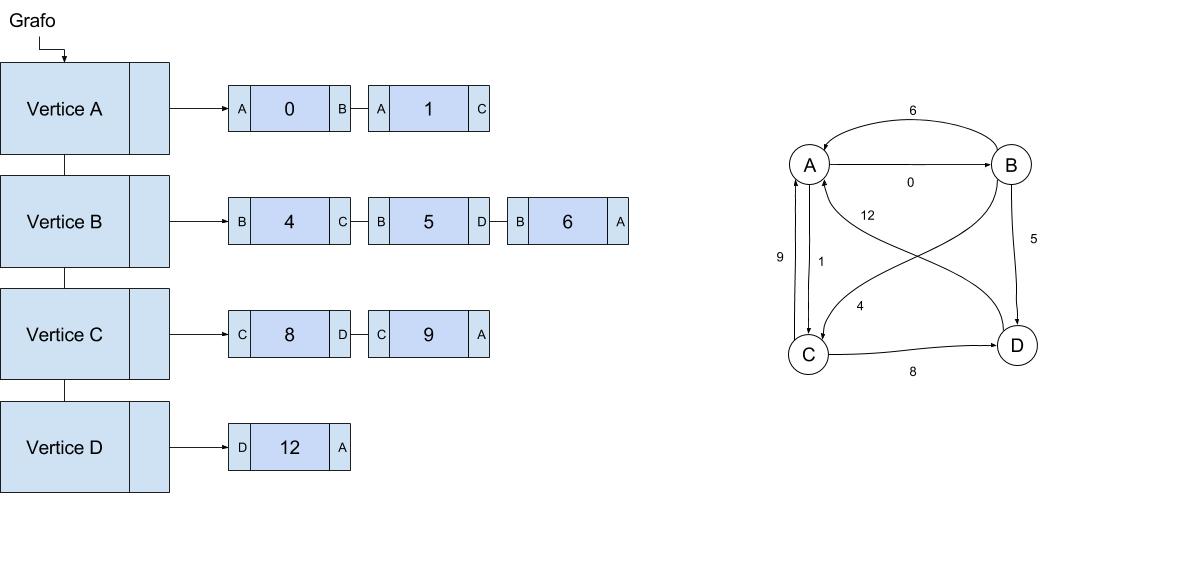 Grafo
Vertice A
A 0 B A 1 C
Vertice B
B 4 C B 5 D B 6 A
Vertice C
C 8 D C 9 A
Vertice D
D 12 A
6
A B
0
12
5
9 1
4
C D
8